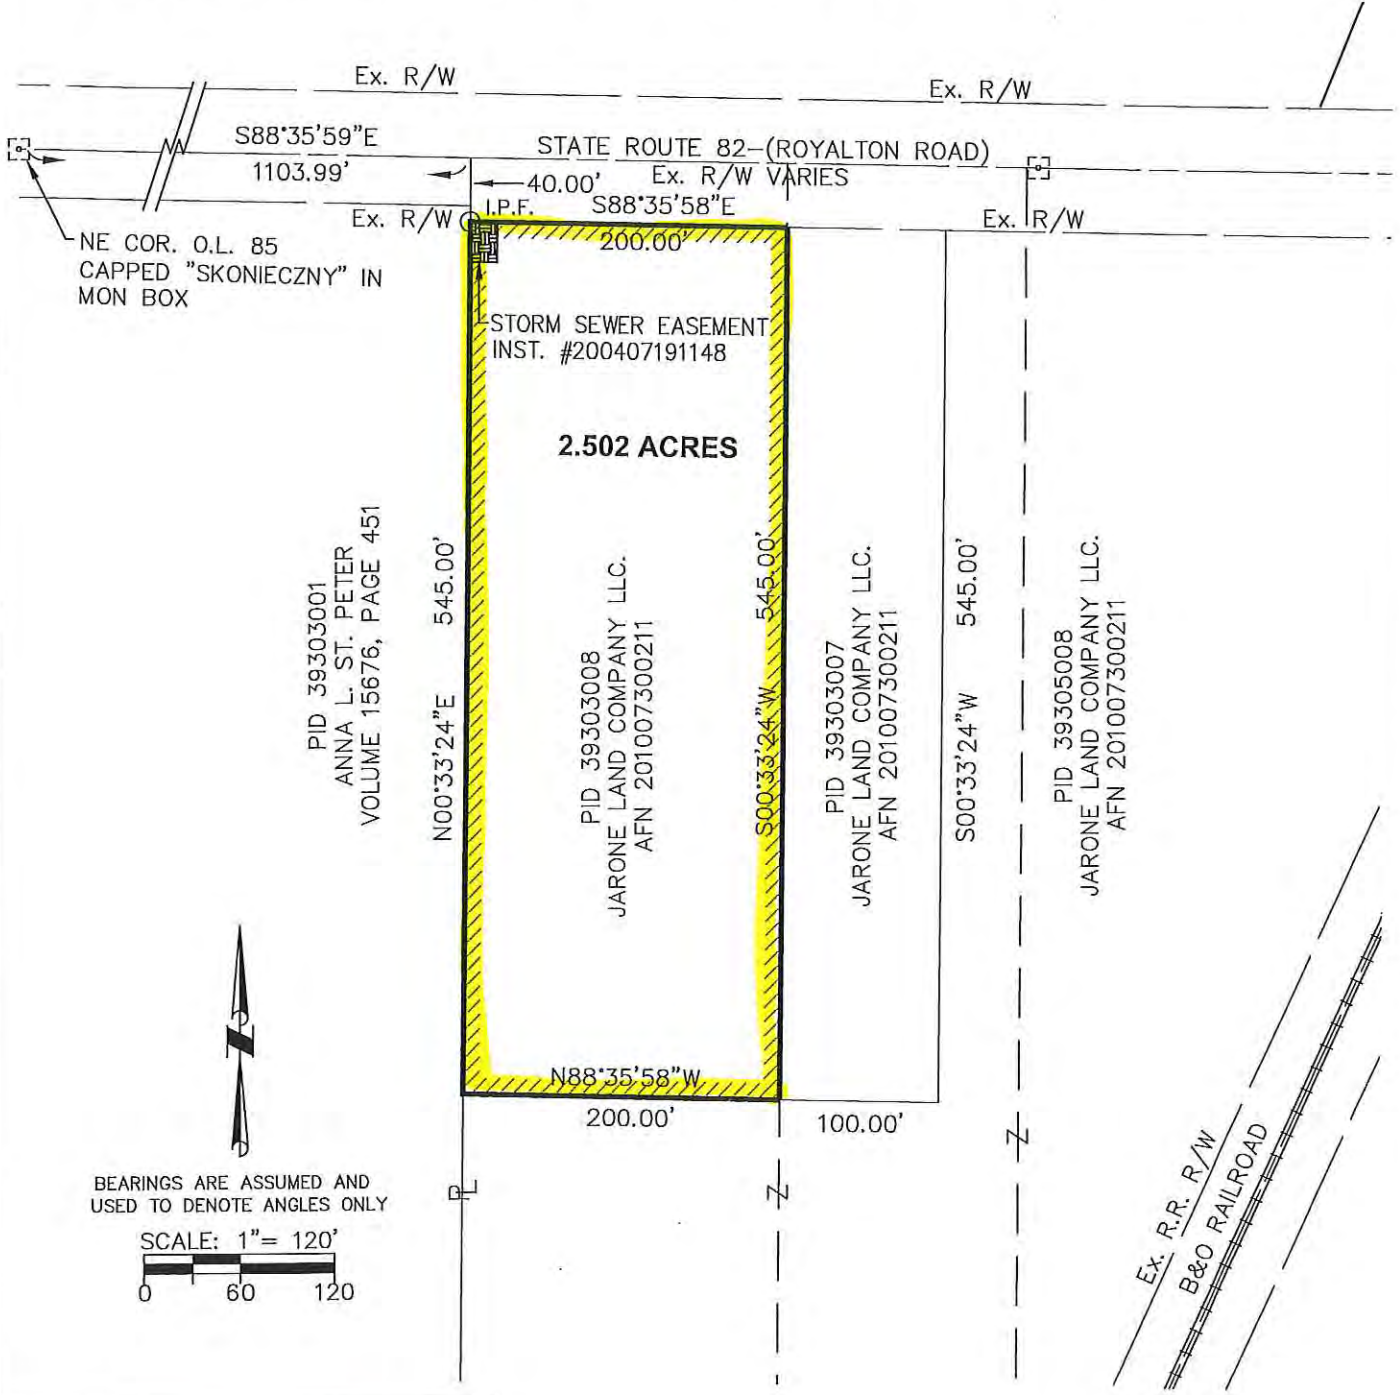 Ex. R/W
Ex. R/W
S88°35'59"E
1103.99'
STATE ROUTE 82-(ROYALTON ROAD)
Ex. R/W VARIES
40.00'
I.P.F.
S88°35'58"E
Ex. R/W
Ex. R/W
200.00'
NE COR. O.L. 85
CAPPED "SKONIECZNY" IN
MON BOX
STORM SEWER EASEMENT
INST. #200407191148
2.502 ACRES
PID 39303001
ANNA L. ST. PETER
VOLUME 15676, PAGE 451
N00°33'24"E 545.00'
PID 39303008
JARONE LAND COMPANY LLC.
AFN 201007300211
S00°33'24"W 545.00'
PID 39303007
JARONE LAND COMPANY LLC.
AFN 201007300211
S00°33'24"W 545.00'
PID 39305008
JARONE LAND COMPANY LLC.
AFN 201007300211
N88°35'58"W
200.00'
100.00'
PL
Z
Z
N
BEARINGS ARE ASSUMED AND
USED TO DENOTE ANGLES ONLY
SCALE: 1"= 120'
0 60 120
Ex. R.R. R/W
B&O RAILROAD